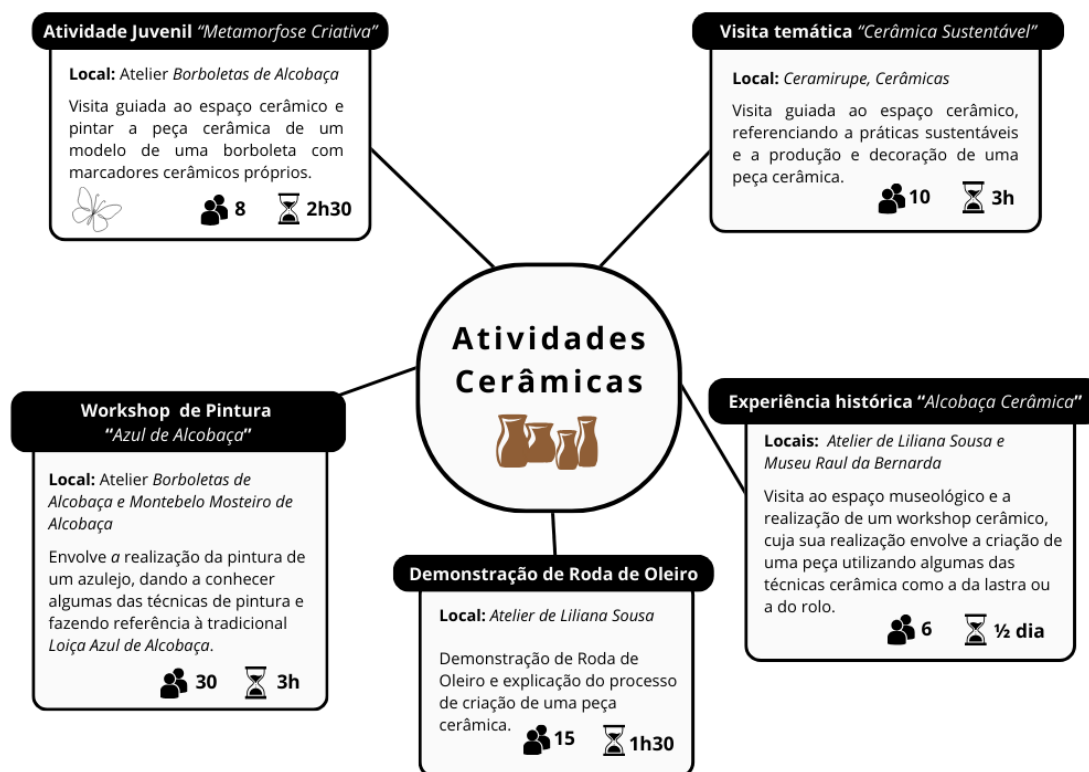 Atividade Juvenil “Metamorfose Criativa”
Local: Atelier Borboletas de Alcobaça
Visita guiada ao espaço cerâmico e
pintar a peça cerâmica de um
modelo de uma borboleta com
marcadores cerâmicos próprios.
8 2h30
Visita temática “Cerâmica Sustentável”
Local: Ceramirupe, Cerâmicas
Visita guiada ao espaço cerâmico,
referenciando a práticas sustentáveis
e a produção e decoração de uma
peça cerâmica.
10 3h
Atividades
Cerâmicas
Workshop de Pintura
“Azul de Alcobaça”
Local: Atelier Borboletas de
Alcobaça e Montebelo Mosteiro de
Alcobaça
Envolve a realização da pintura de
um azulejo, dando a conhecer
algumas das técnicas de pintura e
fazendo referência à tradicional
Loiça Azul de Alcobaça.
30 3h
Demonstração de Roda de Oleiro
Local: Atelier de Liliana Sousa
Demonstração de Roda de
Oleiro e explicação do processo
de criação de uma peça
cerâmica.
15 1h30
Experiência histórica “Alcobaça Cerâmica”
Locais: Atelier de Liliana Sousa e
Museu Raul da Bernarda
Visita ao espaço museológico e a
realização de um workshop cerâmico,
cuja sua realização envolve a criação de
uma peça utilizando algumas das
técnicas cerâmica como a da lastra ou
a do rolo.
6 ½ dia